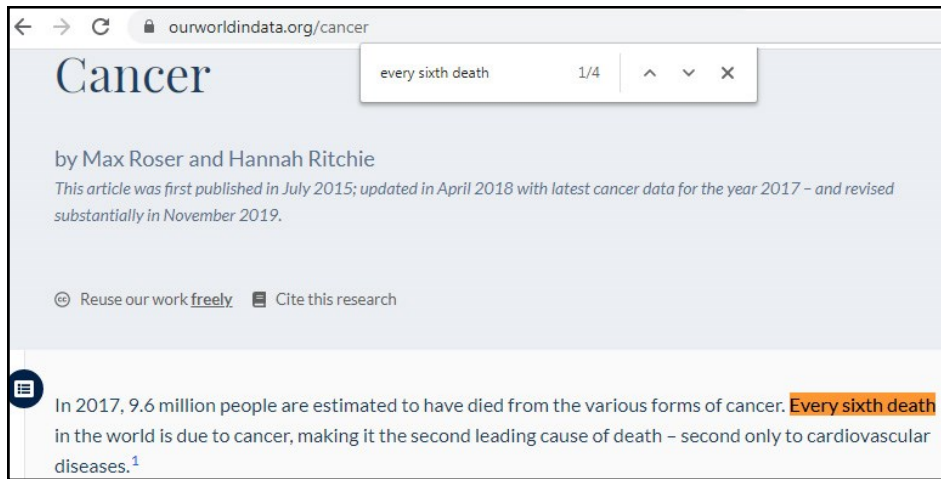 ourworldindata.org/cancer
every sixth death 1/4
Cancer
by Max Roser and Hannah Ritchie
This article was first published in July 2015; updated in April 2018 with latest cancer data for the year 2017 – and revised
substantially in November 2019.
cc Reuse our work freely Cite this research
In 2017, 9.6 million people are estimated to have died from the various forms of cancer. Every sixth death
in the world is due to cancer, making it the second leading cause of death – second only to cardiovascular
diseases.1